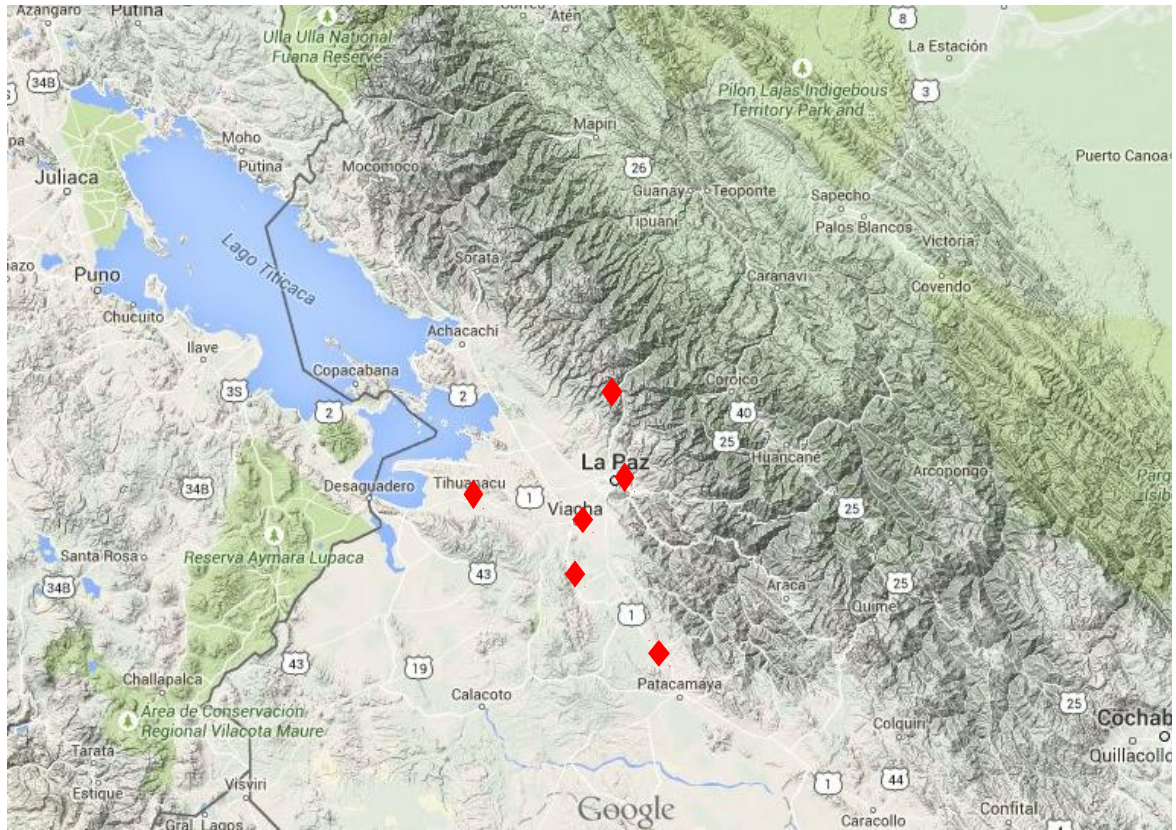 Azángaro
Putina
Atén
8
La Estación
Ulla Ulla National
Fuana Reserve
34B
3
Pilon Lajas Indigebous
Territory Park and...
Moho
Putina
Mapiri
Mocomoco
26
Puerto Canoa
Juliaca
Guanay
Teoponte
Sapecho
Tipuani
Palos Blancos
Victoria
Lago Titicaca
Puno
Sorata
Caranavi
Covendo
Chucuito
Achacachi
Ilave
Copacabana
3S
2
2
Coroico
40
25
La Paz
Huancané
Arcopongo
34B
Desaguadero
Tihuanacu
1
Viacha
25
Santa Rosa
Reserva Aymara Lupaca
34B
43
25
Araca
Quime
1
43
19
Challapalca
Patacamaya
Calacoto
25
Área de Conservación
Regional Vilacota Maure
Colquiri
Cochab
Quillacollo
Tarata
Estique
Visviri
1
44
Google
Caracollo
Confital
Gral. Lagos
4